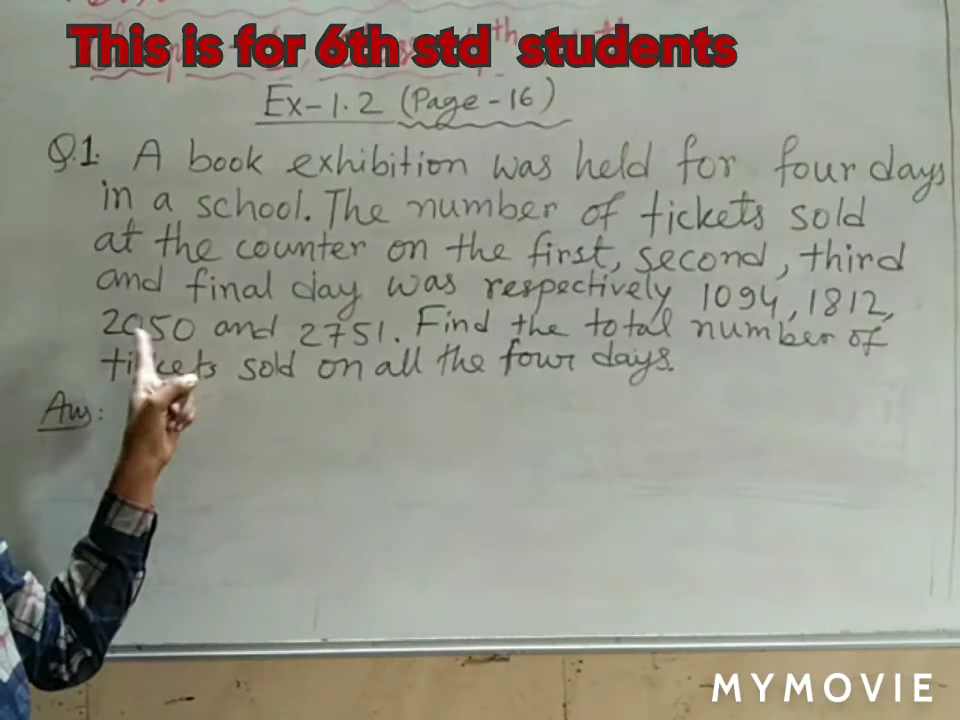 This is for 6th std students
Ex-1.2 (Page-16)
Q.1. A book exhibition was held for four days
in a school. The number of tickets sold
at the counter on the first, second, third
and final day was respectively 1094, 1812,
2050 and 2751. Find the total number of
tickets sold on all the four days.
Ans:
MYMOVIE